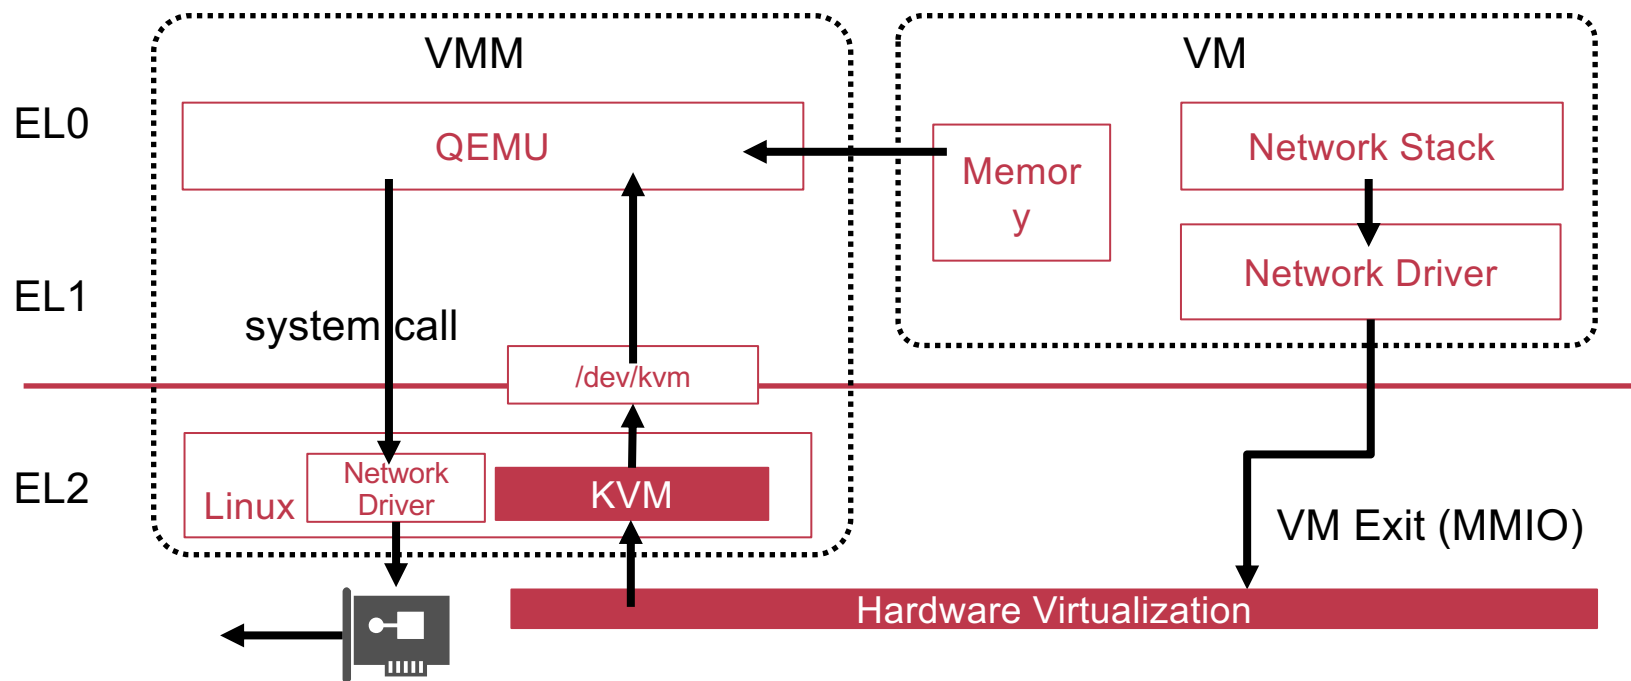 VMM
VM
EL0
QEMU
Memor
y
Network Stack
Network Driver
EL1
system call
/dev/kvm
EL2
Linux
Network
Driver
KVM
VM Exit (MMIO)
Hardware Virtualization